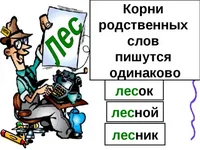 Лес
Корни
родственных
слов
пишутся
одинаково
лесок
лесной
лесник